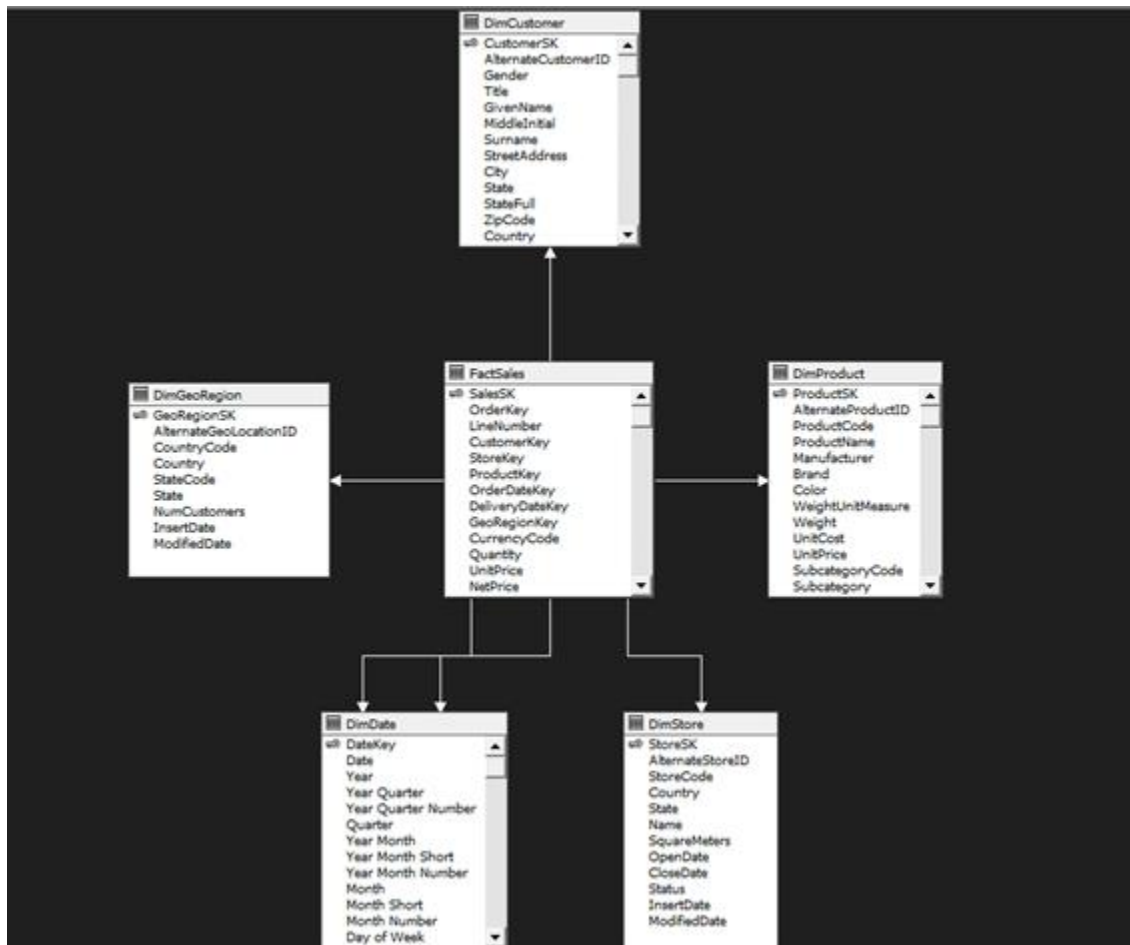 DimCustomer
CustomerSK
AlternateCustomerID
Gender
Title
GivenName
MiddleInitial
Surname
StreetAddress
City
State
StateFull
ZipCode
Country
DimGeoRegion
GeoRegionSK
AlternateGeoLocationID
CountryCode
Country
StateCode
State
NumCustomers
InsertDate
ModifiedDate
FactSales
SalesSK
OrderKey
LineNumber
CustomerKey
StoreKey
ProductKey
OrderDateKey
DeliveryDateKey
GeoRegionKey
CurrencyCode
Quantity
UnitPrice
NetPrice
DimProduct
ProductSK
AlternateProductID
ProductCode
ProductName
Manufacturer
Brand
Color
WeightUnitMeasure
Weight
UnitCost
UnitPrice
SubcategoryCode
Subcategory
DimDate
DateKey
Date
Year
Year Quarter
Year Quarter Number
Quarter
Year Month
Year Month Short
Year Month Number
Month
Month Short
Month Number
Day of Week
DimStore
StoreSK
AlternateStoreID
StoreCode
Country
State
Name
SquareMeters
OpenDate
CloseDate
Status
InsertDate
ModifiedDate